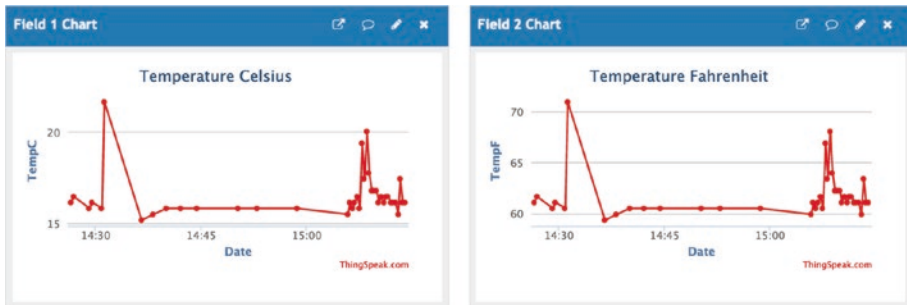 Field 1 Chart
Temperature Celsius
TempC
20
15
14:30 14:45 15:00
Date
ThingSpeak.com
Field 2 Chart
Temperature Fahrenheit
TempF
70
65
60
14:30 14:45 15:00
Date
ThingSpeak.com